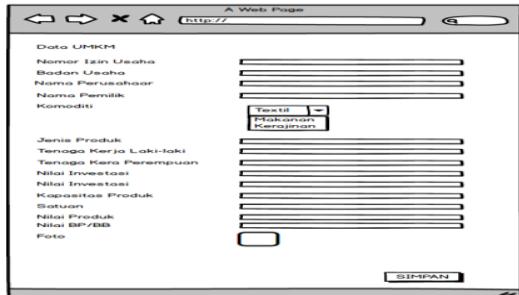 A Web Page
http://
Data UMKM
Nomor Izin Usaha
Badan Usaha
Nama Perusahaar
Nama Pemilik
Komoditi
Textil
Makanan
Kerajinan
Jenis Produk
Tenaga Kerja Laki-laki
Tenaga Kera Perempuan
Nilai Investasi
Nilai Investasi
Kapasitas Produk
Satuan
Nilai Produk
Nilai BP/BB
Foto
SIMPAN